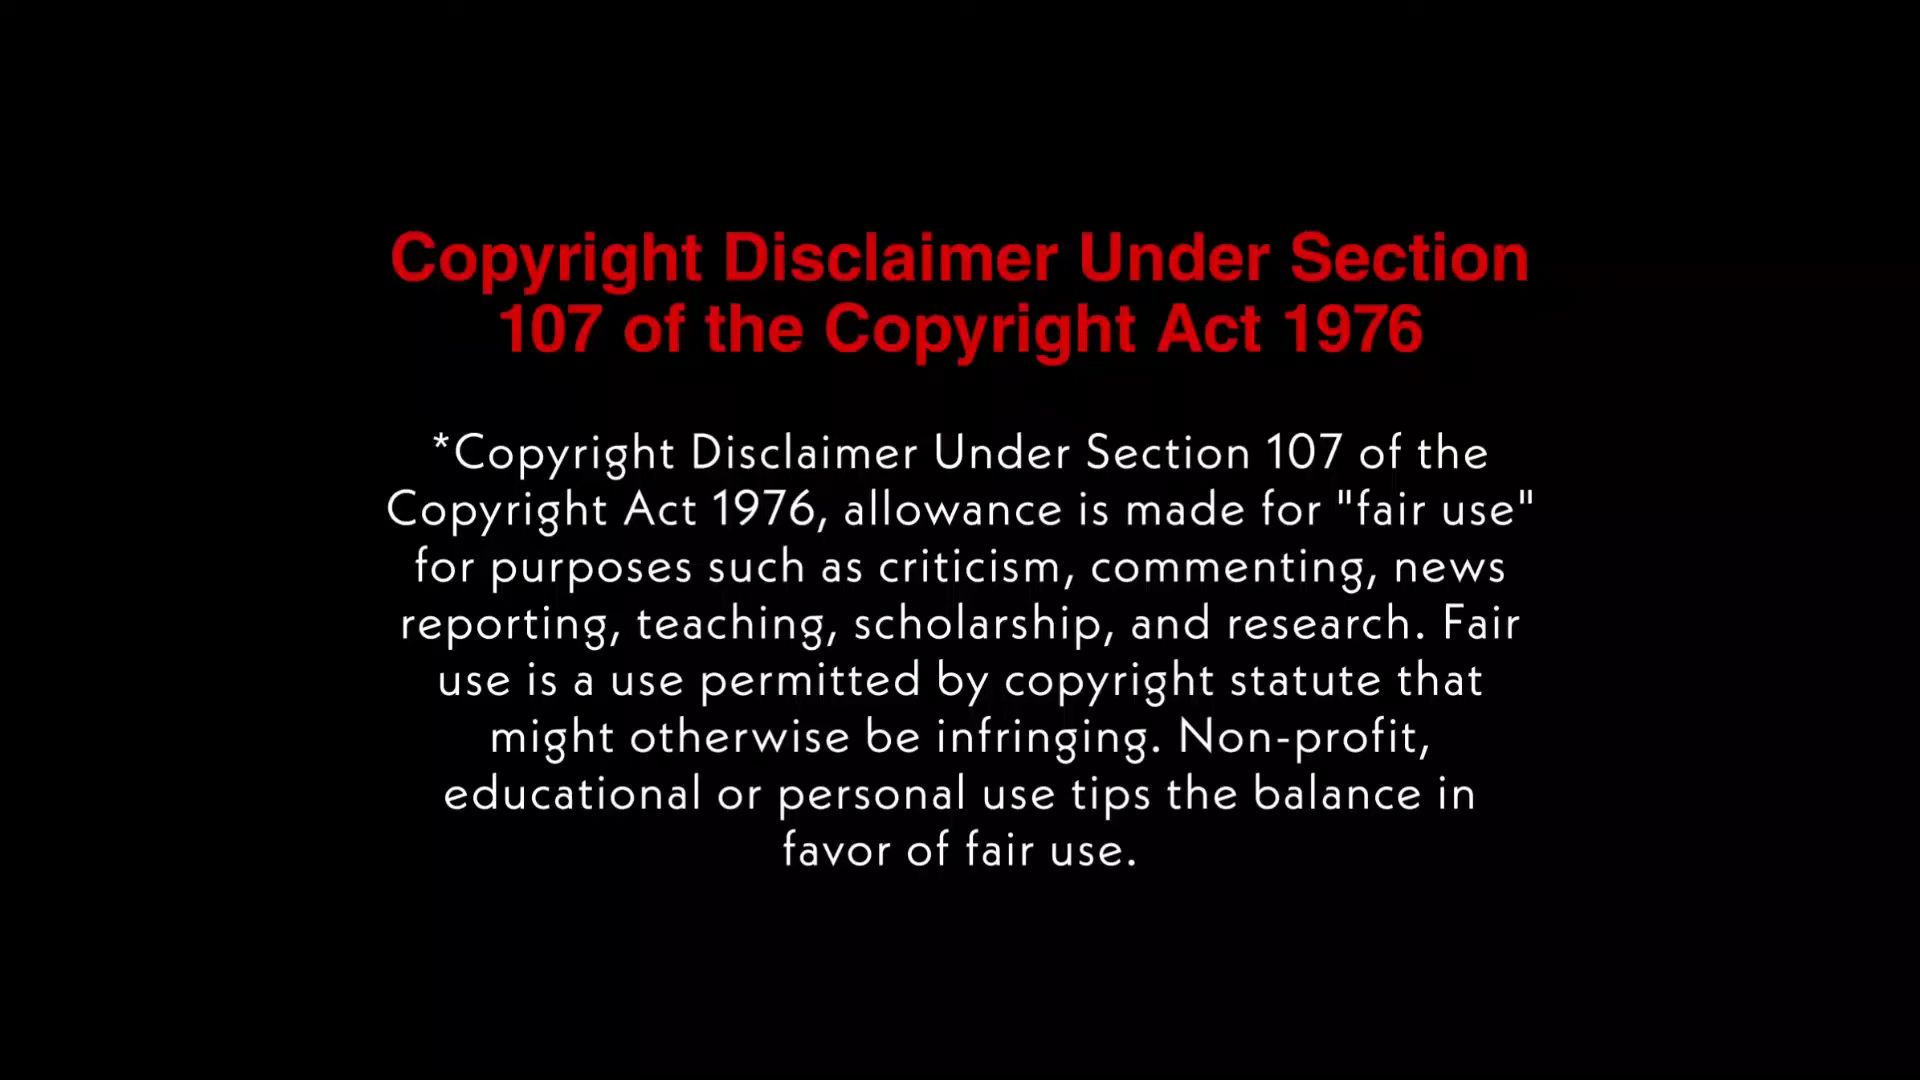 Copyright Disclaimer Under Section
107 of the Copyright Act 1976
*Copyright Disclaimer Under Section 107 of the
Copyright Act 1976, allowance is made for "fair use"
for purposes such as criticism, commenting, news
reporting, teaching, scholarship, and research. Fair
use is a use permitted by copyright statute that
might otherwise be infringing. Non-profit,
educational or personal use tips the balance in
favor of fair use.